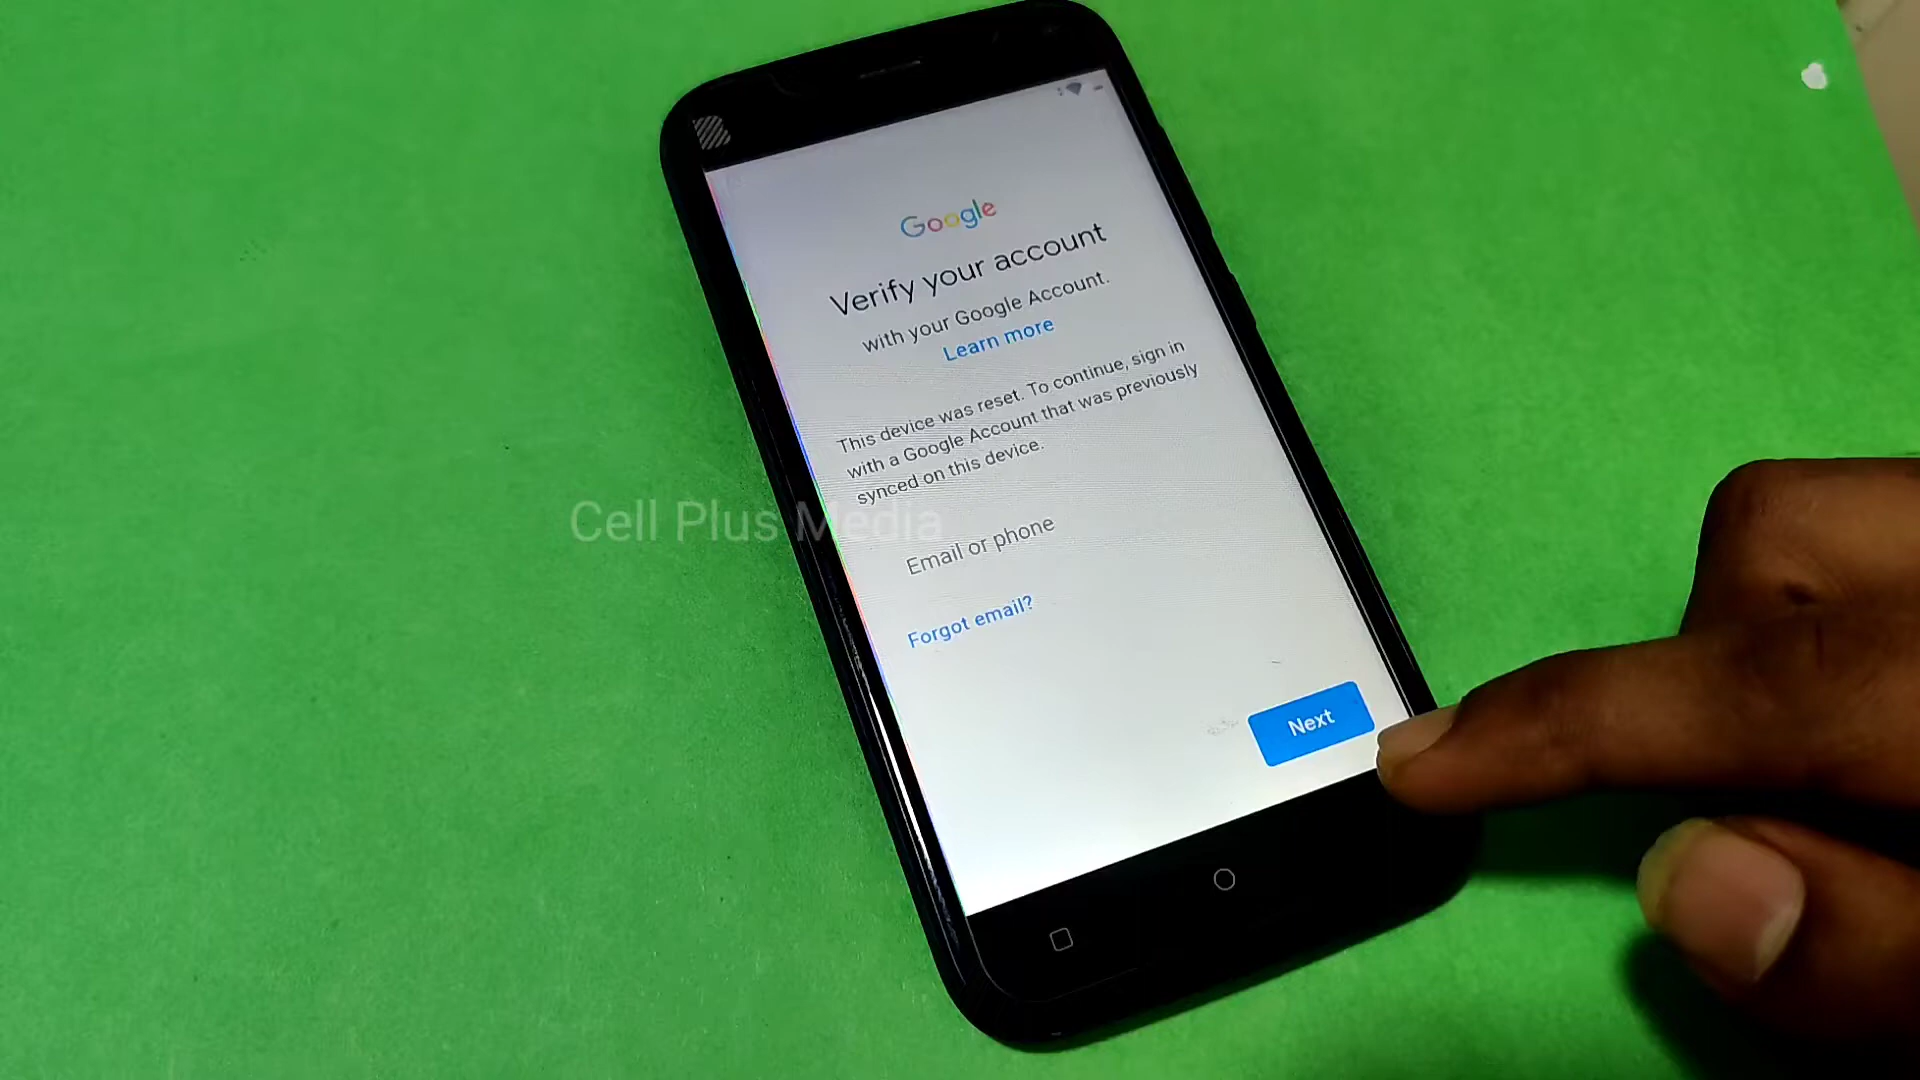 Google
Verify your account
with your Google Account.
Learn more
This device was reset. To continue, sign in
with a Google Account that was previously
synced on this device.
Cell Plus Media
Email or phone
Forgot email?
Next